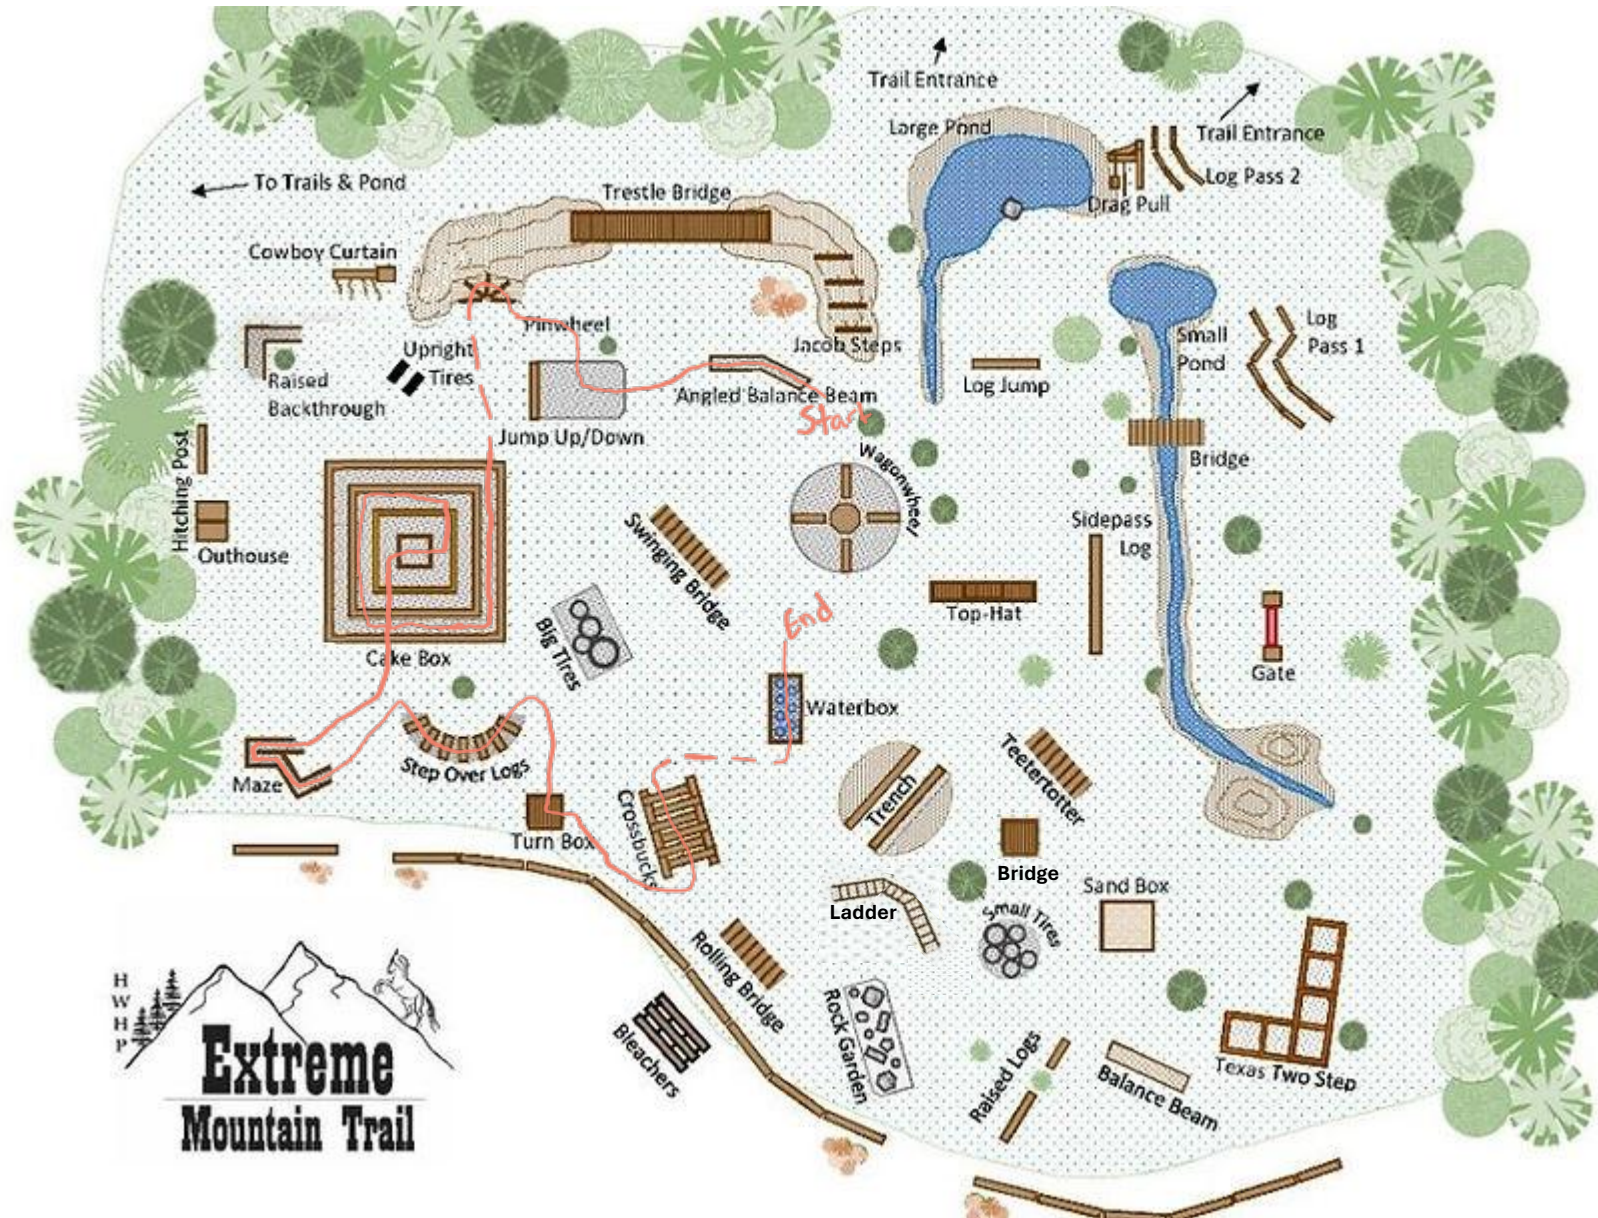 Trail Entrance
Large Pond
Trail Entrance
To Trails & Pond
Trestle Bridge
Log Pass 2
Drag Pull
Cowboy Curtain
Pinwheel
Jacob Steps
Small
Pond
Log
Pass 1
Upright
Tires
Raised
Backthrough
Log Jump
Angled Balance Beam
Start
Jump Up/Down
Hitching Post
Wagonwheel
Bridge
Outhouse
Swinging Bridge
Sidepass
Log
Top-Hat
End
Cake Box
Big Tires
Gate
Waterbox
Maze
Step Over Logs
Teetertotter
Trench
Turn Box
Crossbucks
Bridge
Ladder
Sand Box
Small Tires
Rolling Bridge
Rock Garden
Bleachers
Raised Logs
Balance Beam
Texas Two Step
HWHP
Extreme
Mountain Trail